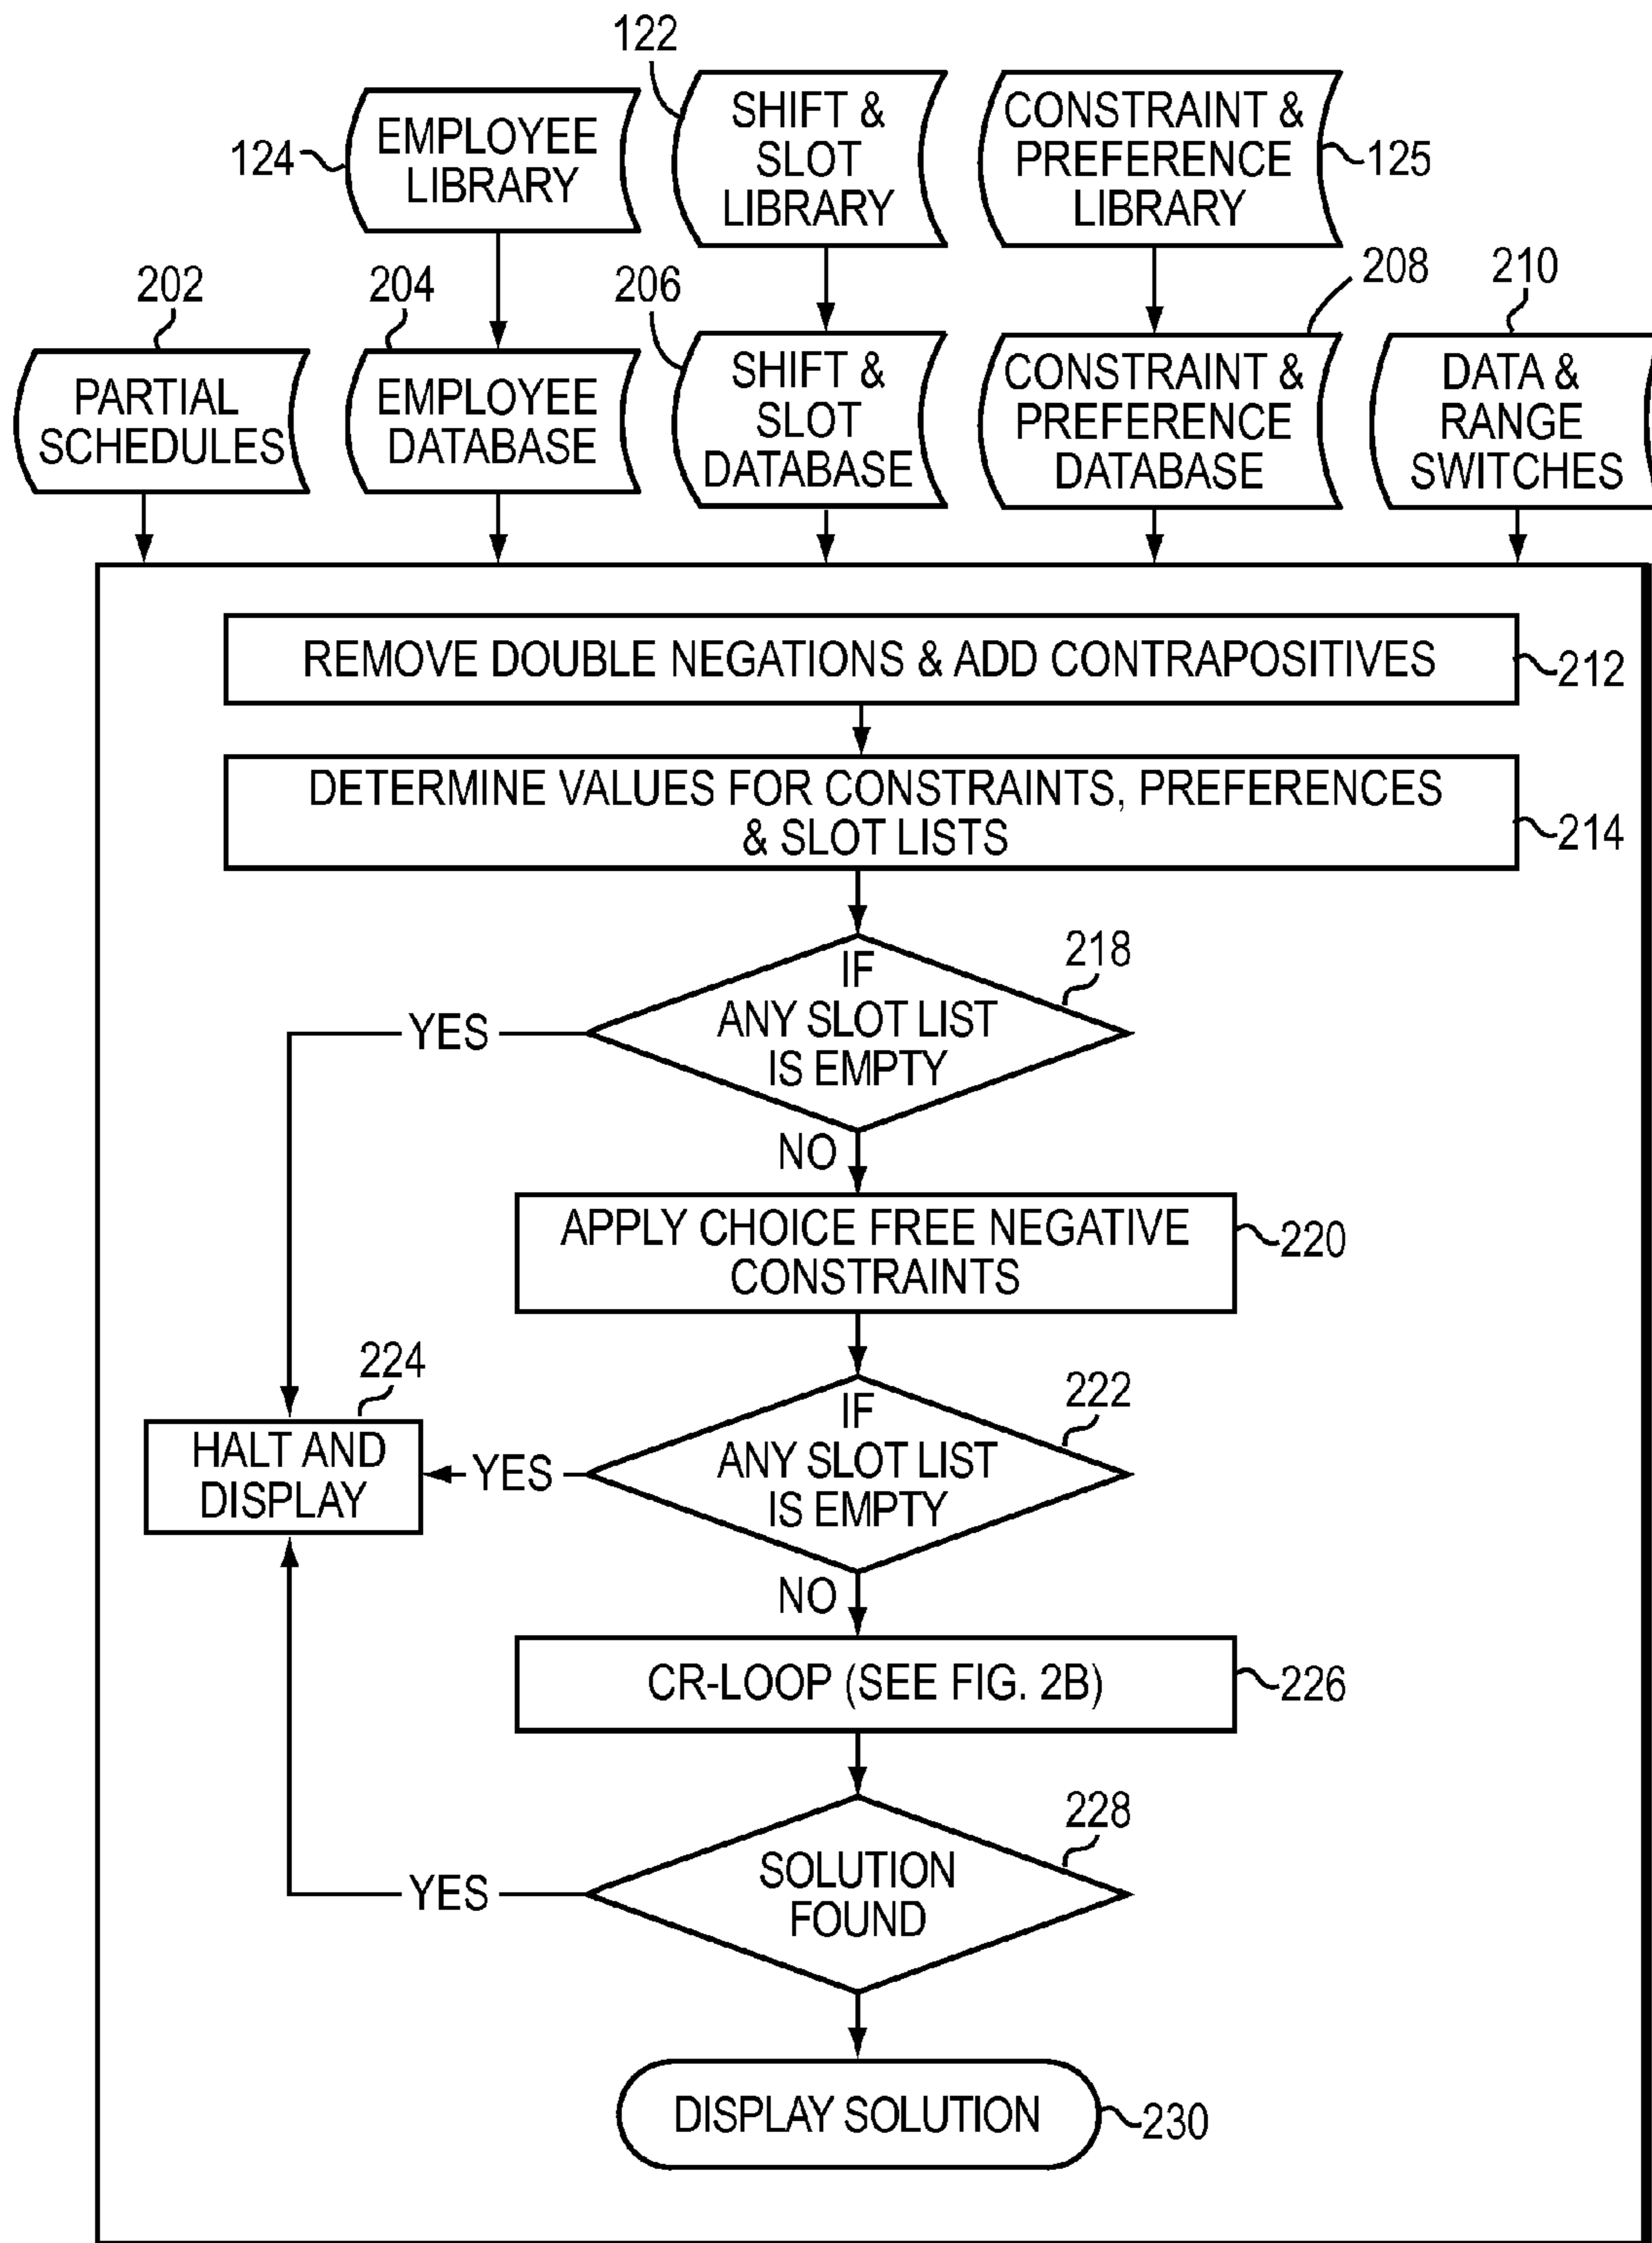 122
124
EMPLOYEE
LIBRARY
SHIFT &
SLOT
LIBRARY
CONSTRAINT &
PREFERENCE
LIBRARY
125
202
204
206
208
210
PARTIAL
SCHEDULES
EMPLOYEE
DATABASE
SHIFT &
SLOT
DATABASE
CONSTRAINT &
PREFERENCE
DATABASE
DATA &
RANGE
SWITCHES
REMOVE DOUBLE NEGATIONS & ADD CONTRAPOSITIVES
212
DETERMINE VALUES FOR CONSTRAINTS, PREFERENCES
& SLOT LISTS
214
218
IF
ANY SLOT LIST
IS EMPTY
YES
NO
APPLY CHOICE FREE NEGATIVE
CONSTRAINTS
220
224
HALT AND
DISPLAY
222
IF
ANY SLOT LIST
IS EMPTY
YES
NO
CR-LOOP (SEE FIG. 2B)
226
228
SOLUTION
FOUND
YES
DISPLAY SOLUTION
230